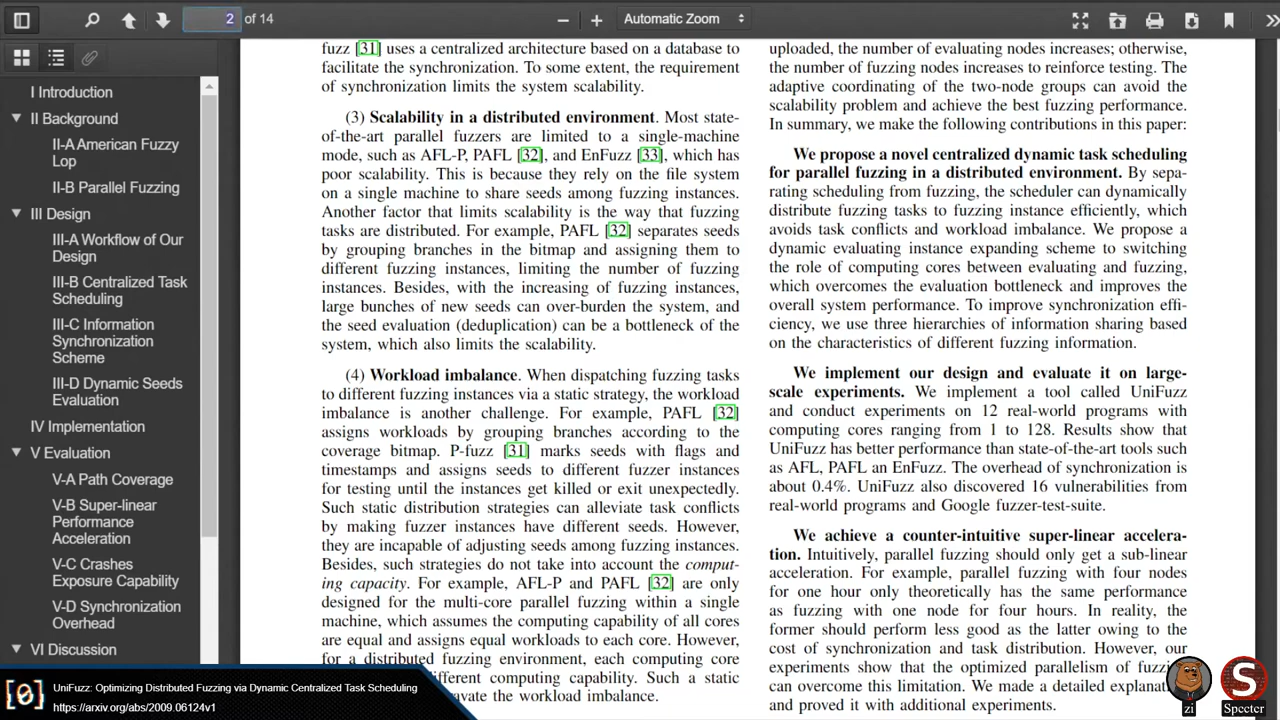 2 of 14
Automatic Zoom
I Introduction
II Background
II-A American Fuzzy
Lop
II-B Parallel Fuzzing
III Design
III-A Workflow of Our
Design
III-B Centralized Task
Scheduling
III-C Information
Synchronization
Scheme
III-D Dynamic Seeds
Evaluation
IV Implementation
V Evaluation
V-A Path Coverage
V-B Super-linear
Performance
Acceleration
V-C Crashes
Exposure Capability
V-D Synchronization
Overhead
VI Discussion
fuzz [31] uses a centralized architecture based on a database to
facilitate the synchronization. To some extent, the requirement
of synchronization limits the system scalability.
(3) Scalability in a distributed environment. Most state-
of-the-art parallel fuzzers are limited to a single-machine
mode, such as AFL-P, PAFL [32], and EnFuzz [33], which has
poor scalability. This is because they rely on the file system
on a single machine to share seeds among fuzzing instances.
Another factor that limits scalability is the way that fuzzing
tasks are distributed. For example, PAFL [32] separates seeds
by grouping branches in the bitmap and assigning them to
different fuzzing instances, limiting the number of fuzzing
instances. Besides, with the increasing of fuzzing instances,
large bunches of new seeds can over-burden the system, and
the seed evaluation (deduplication) can be a bottleneck of the
system, which also limits the scalability.
(4) Workload imbalance. When dispatching fuzzing tasks
to different fuzzing instances via a static strategy, the workload
imbalance is another challenge. For example, PAFL [32]
assigns workloads by grouping branches according to the
coverage bitmap. P-fuzz [31] marks seeds with flags and
timestamps and assigns seeds to different fuzzer instances
for testing until the instances get killed or exit unexpectedly.
Such static distribution strategies can alleviate task conflicts
by making fuzzer instances have different seeds. However,
they are incapable of adjusting seeds among fuzzing instances.
Besides, such strategies do not take into account the comput-
ing capacity. For example, AFL-P and PAFL [32] are only
designed for the multi-core parallel fuzzing within a single
machine, which assumes the computing capability of all cores
are equal and assigns equal workloads to each core. However,
for a distributed fuzzing environment, each computing core
different computing capability. Such a static
the workload imbalance.
uploaded, the number of evaluating nodes increases; otherwise,
the number of fuzzing nodes increases to reinforce testing. The
adaptive coordinating of the two-node groups can avoid the
scalability problem and achieve the best fuzzing performance.
In summary, we make the following contributions in this paper:
We propose a novel centralized dynamic task scheduling
for parallel fuzzing in a distributed environment. By sepa-
rating scheduling from fuzzing, the scheduler can dynamically
distribute fuzzing tasks to fuzzing instance efficiently, which
avoids task conflicts and workload imbalance. We propose a
dynamic evaluating instance expanding scheme to switching
the role of computing cores between evaluating and fuzzing,
which overcomes the evaluation bottleneck and improves the
overall system performance. To improve synchronization effi-
ciency, we use three hierarchies of information sharing based
on the characteristics of different fuzzing information.
We implement our design and evaluate it on large-
scale experiments. We implement a tool called UniFuzz
and conduct experiments on 12 real-world programs with
computing cores ranging from 1 to 128. Results show that
UniFuzz has better performance than state-of-the-art tools such
as AFL, PAFL an EnFuzz. The overhead of synchronization is
about 0.4%. UniFuzz also discovered 16 vulnerabilities from
real-world programs and Google fuzzer-test-suite.
We achieve a counter-intuitive super-linear accelera-
tion. Intuitively, parallel fuzzing should only get a sub-linear
acceleration. For example, parallel fuzzing with four nodes
for one hour only theoretically has the same performance
as fuzzing with one node for four hours. In reality, the
former should perform less good as the latter owing to the
cost of synchronization and task distribution. However, our
experiments show that the optimized parallelism of
can overcome this limitation. We made a detailed
and proved it with additional experiments.
[0]
UniFuzz: Optimizing Distributed Fuzzing via Dynamic Centralized Task Scheduling
https://arxiv.org/abs/2009.06124v1
zi
S
Specter